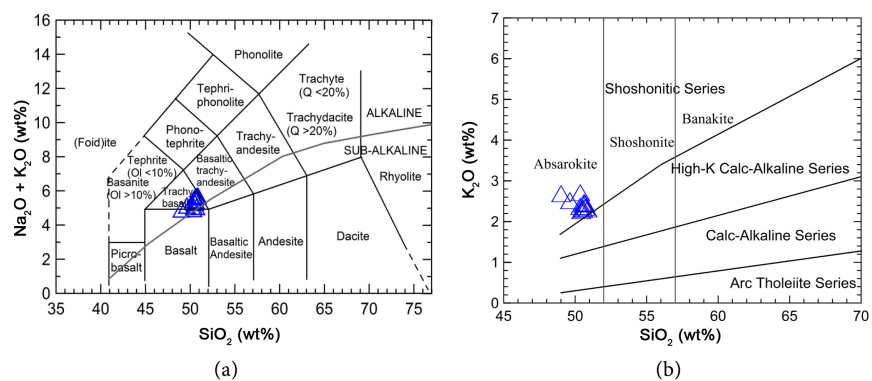 16
14
12
10
8
6
4
2
0
Na2O + K2O (wt%)
35 40 45 50 55 60 65 70 75
SiO2 (wt%)
Phonolite
Tephri-
phonolite
Trachyte
(Q <20%)
Trachydacite
(Q >20%)
ALKALINE
SUB-ALKALINE
(Foid)ite
Phono-
tephrite
Trachy-
andesite
Tephrite
(Ol <10%)
Basaltic
trachy-
andesite
Basanite
(Ol >10%)
Trachy
basalt
Rhyolite
Picro-
basalt
Basalt
Basaltic
Andesite
Andesite
Dacite
(a)
7
6
5
4
3
2
1
0
K2O (wt%)
45 50 55 60 65 70
SiO2 (wt%)
Shoshonitic Series
Banakite
Shoshonite
Absarokite
High-K Calc-Alkaline Series
Calc-Alkaline Series
Arc Tholeiite Series
(b)